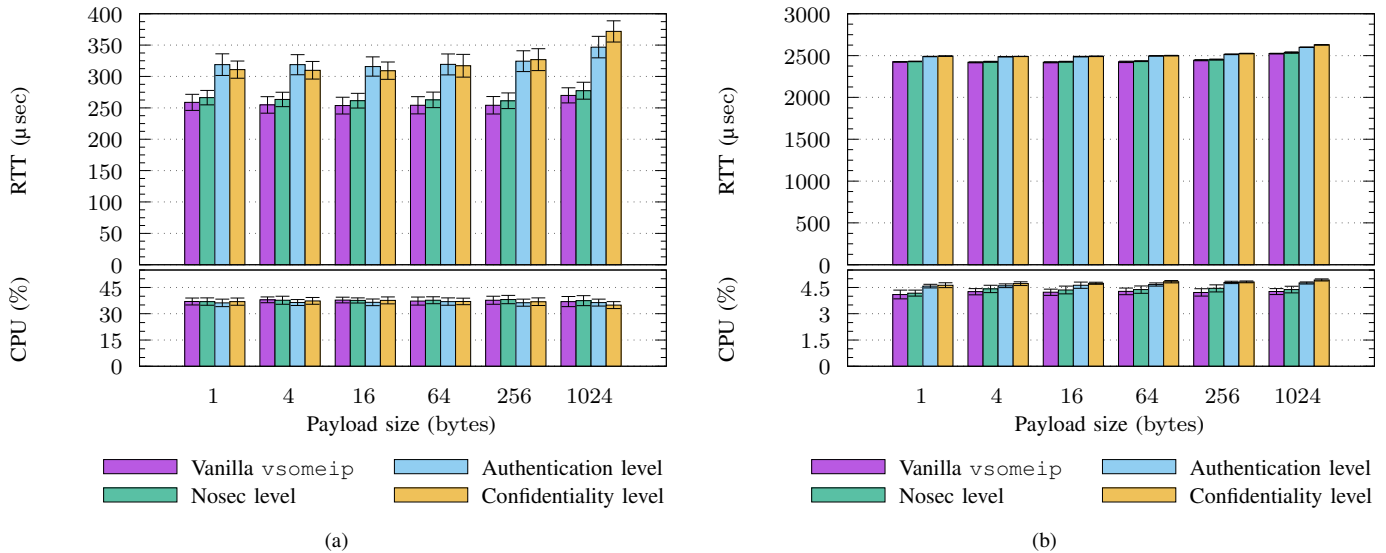 400
350
300
250
200
150
100
50
0
RTT (µsec)
45
30
15
0
CPU (%)
1 4 16 64 256 1024
Payload size (bytes)
Vanilla vsomeip
Authentication level
Nosec level
Confidentiality level
(a)
3000
2500
2000
1500
1000
500
0
RTT (µsec)
4.5
3
1.5
0
CPU (%)
1 4 16 64 256 1024
Payload size (bytes)
Vanilla vsomeip
Authentication level
Nosec level
Confidentiality level
(b)